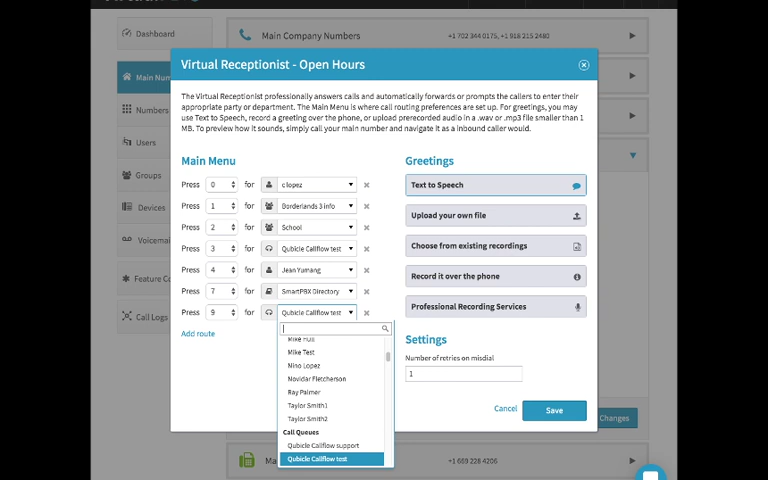 Dashboard
Main Company Numbers
+1 702 344 0175, +1 916 215 2480
Virtual Receptionist - Open Hours
Main Num
The Virtual Receptionist professionally answers calls and automatically forwards or prompts the callers to enter their
appropriate party or department. The Main Menu is where call routing preferences are set up. For greetings, you may
use Text to Speech, record a greeting over the phone, or upload prerecorded audio in a .wav or .mp3 file smaller than 1
MB. To preview how it sounds, simply call your main number and navigate it as a inbound caller would.
Numbers
Users
Groups
Devices
Voicemai
Feature Co
Call Logs
Main Menu
Press 0 for c lopez
Press 1 for Borderlands 3 info
Press 2 for School
Press 3 for Qubicle Callflow test
Press 4 for Jean Yumang
Press 7 for SmartPBX Directory
Press 9 for Qubicle Callflow test
Add route
Mike Test
Nino Lopez
Novidar Fletcherson
Ray Palmer
Taylor Smith1
Taylor Smith2
Call Queues
Qubicle Callflow support
Qubicle Callflow test
Greetings
Text to Speech
Upload your own file
Choose from existing recordings
Record it over the phone
Professional Recording Services
Settings
Number of retries on misdial
1
Cancel
Save
Changes
Ma
+1 669 228 4206